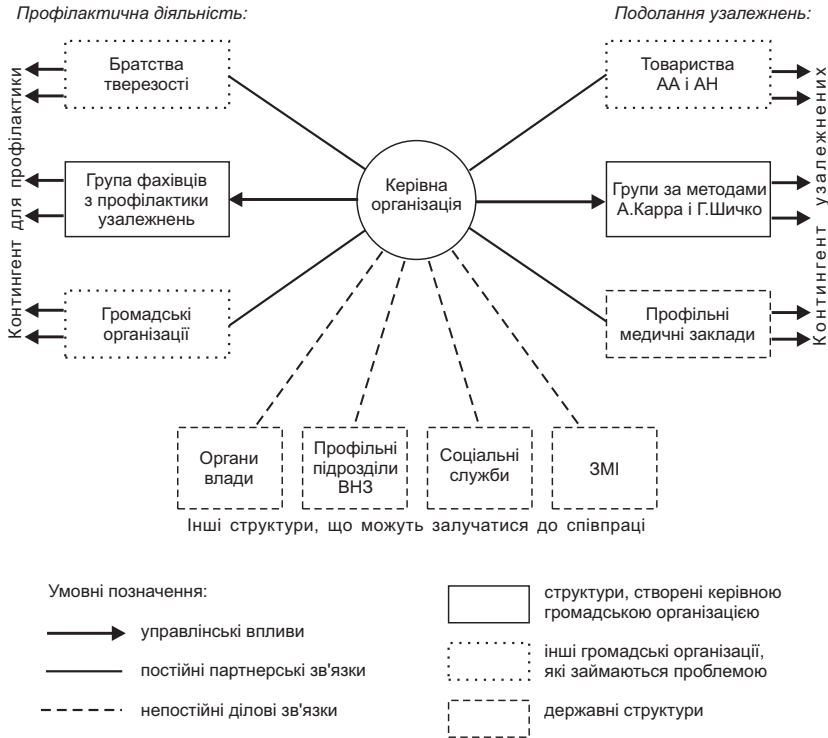 Профілактична діяльність:
Подолання узалежнень:
Контингент для профілактики
Братства
тверезості
Товариства
АА і АН
Група фахівців
з профілактики
узалежнень
Керівна
організація
Групи за методами
А.Карра і Г.Шичко
Громадські
організації
Профільні
медичні заклади
Контингент узалежнених
Органи
влади
Профільні
підрозділи
ВНЗ
Соціальні
служби
ЗМІ
Інші структури, що можуть залучатися до співпраці
Умовні позначення:
управлінські впливи
постійні партнерські зв'язки
непостійні ділові зв'язки
структури, створені керівною
громадською організацією
інші громадські організації,
які займаються проблемою
державні структури